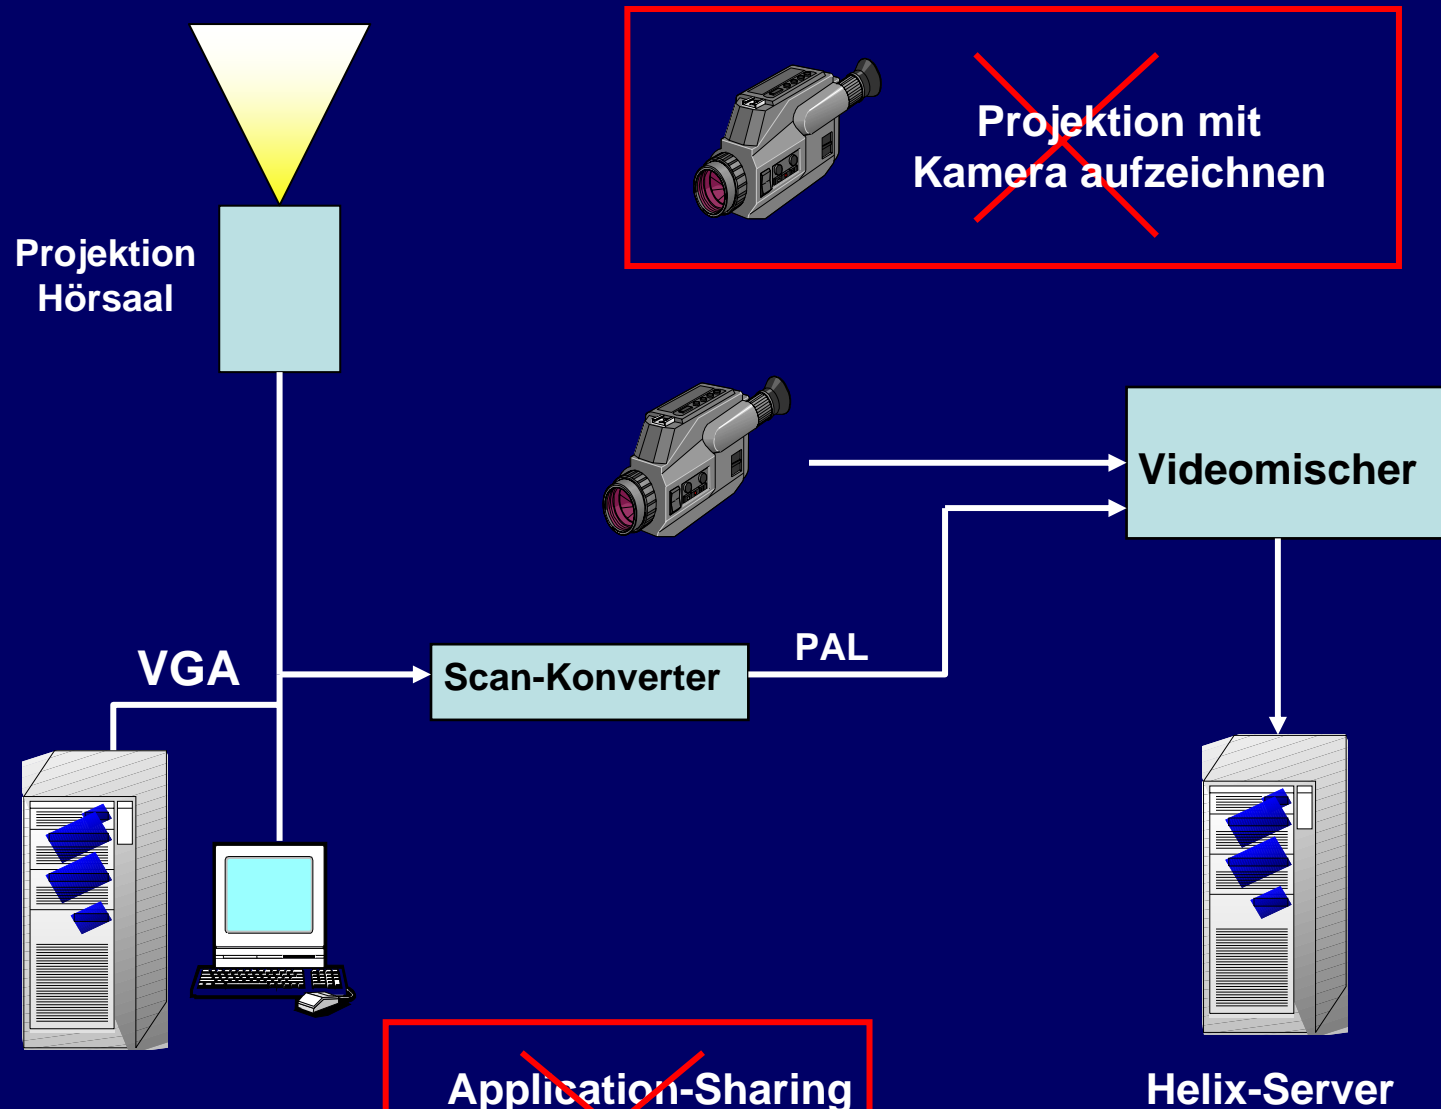 Projektion mit
Kamera aufzeichnen
Projektion
Hörsaal
Videomischer
VGA
Scan-Konverter
PAL
Application-Sharing
Helix-Server